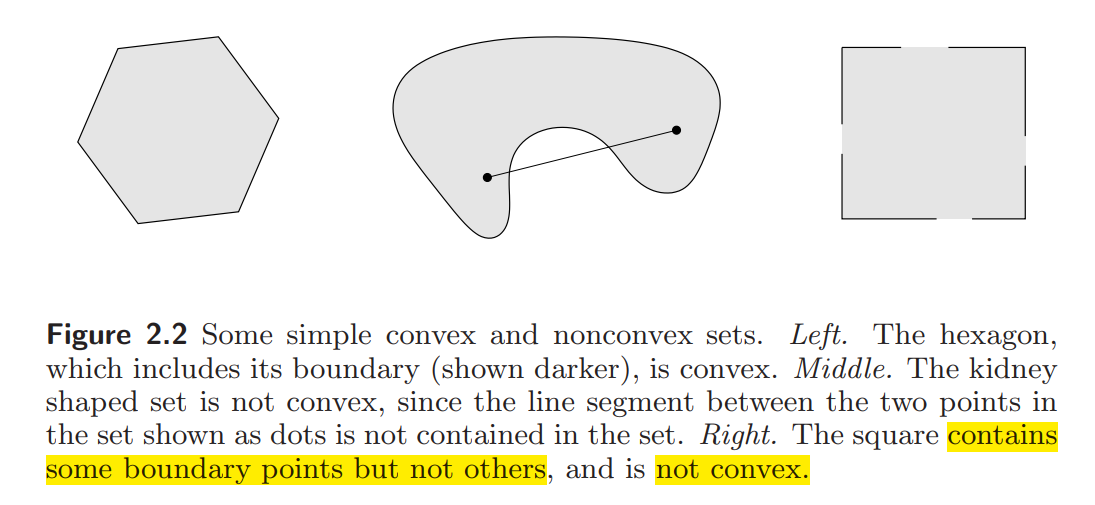 Figure 2.2 Some simple convex and nonconvex sets. Left. The hexagon,
which includes its boundary (shown darker), is convex. Middle. The kidney
shaped set is not convex, since the line segment between the two points in
the set shown as dots is not contained in the set. Right. The square contains
some boundary points but not others, and is not convex.